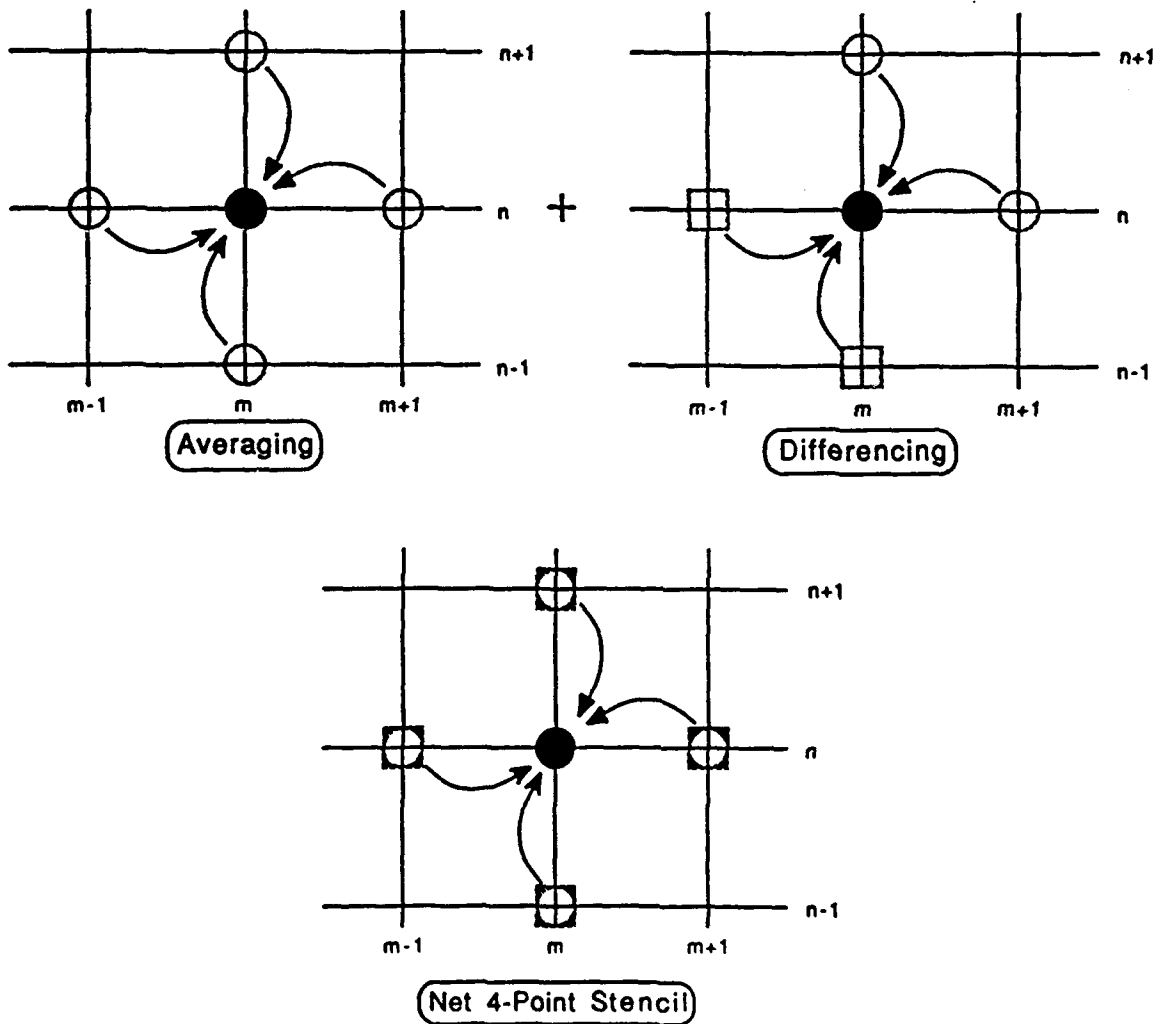 n+1
n+1
n
+
n
n-1
n-1
m-1 m m+1
m-1 m m+1
Averaging
Differencing
n+1
n
n-1
m-1 m m+1
Net 4-Point Stencil